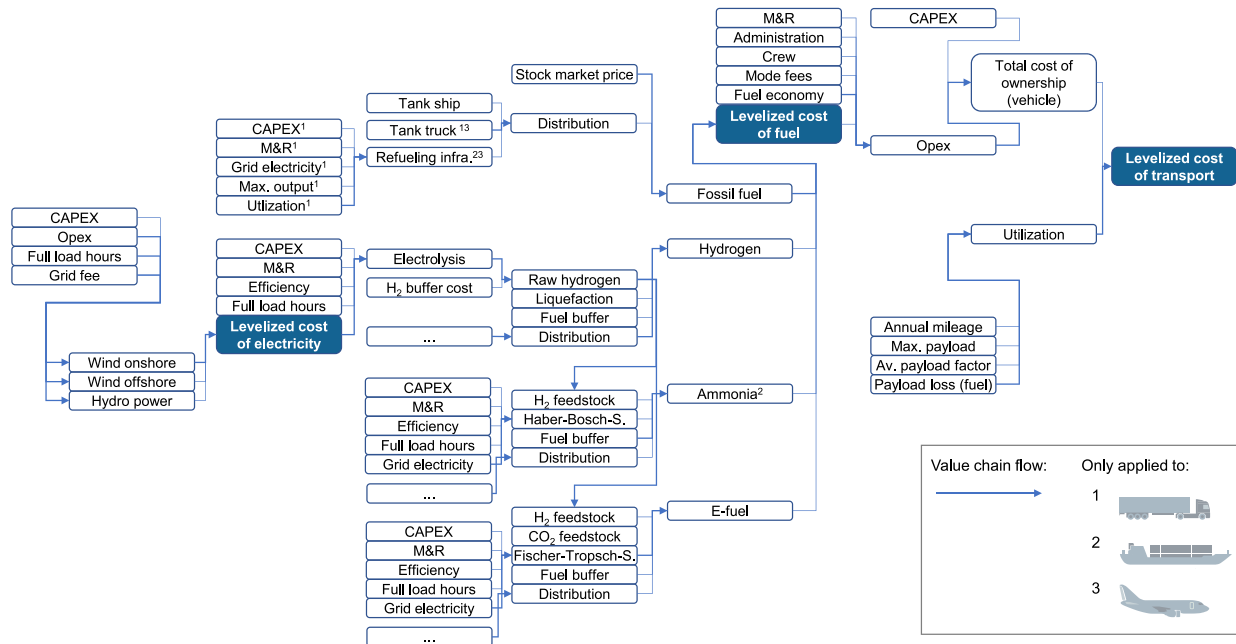 CAPEX
Opex
Full load hours
Grid fee
Wind onshore
Wind offshore
Hydro power
CAPEX¹
M&R¹
Grid electricity¹
Max. output¹
Utlization¹
CAPEX
M&R
Efficiency
Full load hours
Levelized cost
of electricity
Tank ship
Tank truck ¹³
Refueling infra.²³
Electrolysis
H₂ buffer cost
...
CAPEX
M&R
Efficiency
Full load hours
Grid electricity
...
CAPEX
M&R
Efficiency
Full load hours
Grid electricity
...
Stock market price
Distribution
Raw hydrogen
Liquefaction
Fuel buffer
Distribution
H₂ feedstock
Haber-Bosch-S.
Fuel buffer
Distribution
H₂ feedstock
CO₂ feedstock
Fischer-Tropsch-S.
Fuel buffer
Distribution
Fossil fuel
Hydrogen
Ammonia²
E-fuel
M&R
Administration
Crew
Mode fees
Fuel economy
Levelized cost
of fuel
CAPEX
Opex
Total cost of
ownership
(vehicle)
Utilization
Annual mileage
Max. payload
Av. payload factor
Payload loss (fuel)
Levelized cost
of transport
Value chain flow:
Only applied to:
1
2
3